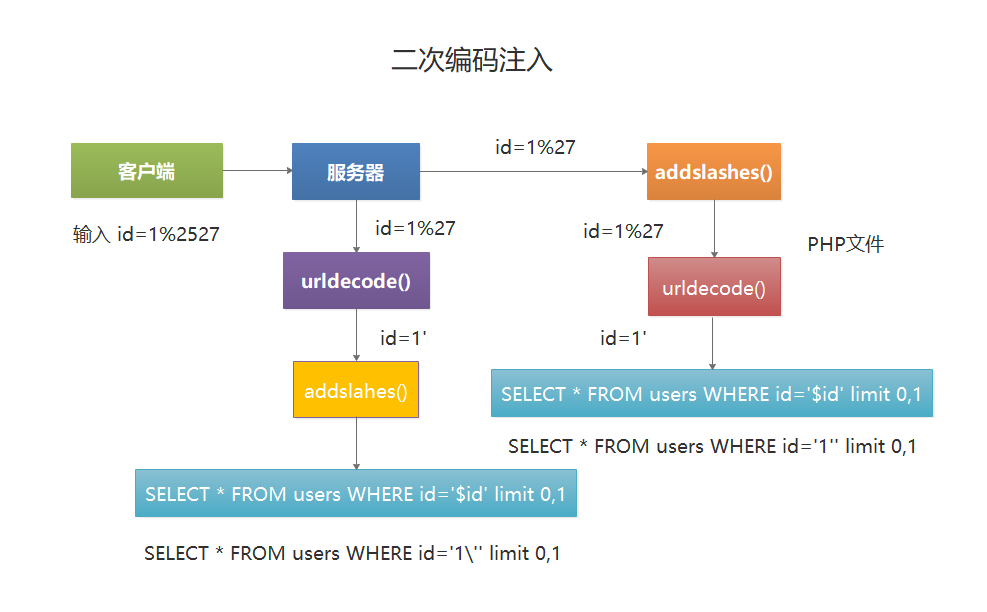 二次编码注入
id=1%27
客户端
服务器
addslashes()
输入 id=1%2527
id=1%27
id=1%27
PHP文件
urldecode()
urldecode()
id=1'
id=1'
addslahes()
SELECT * FROM users WHERE id='$id' limit 0,1
SELECT * FROM users WHERE id='1'' limit 0,1
SELECT * FROM users WHERE id='$id' limit 0,1
SELECT * FROM users WHERE id='1\'' limit 0,1